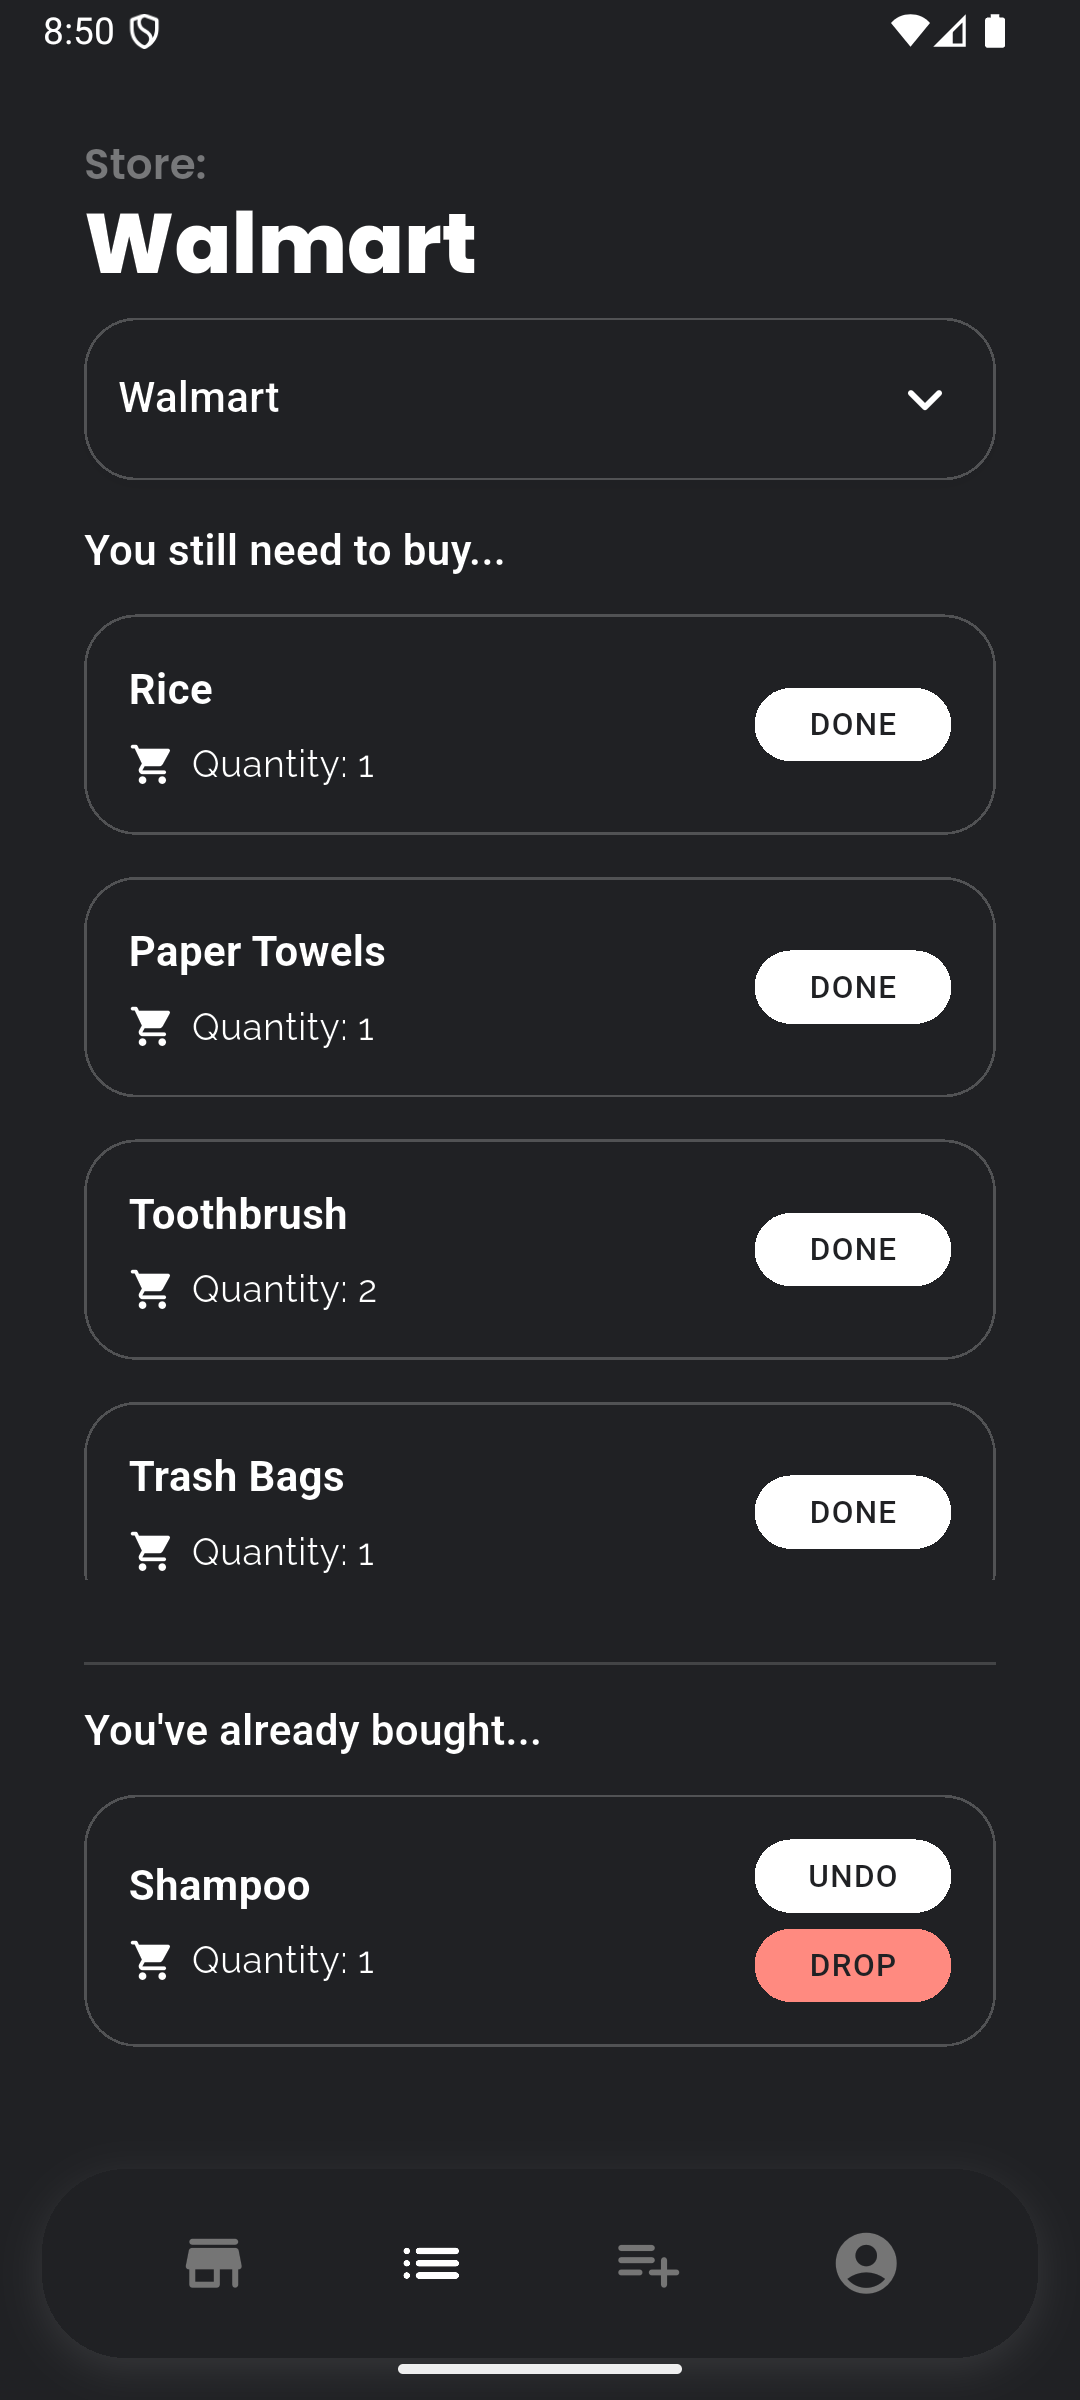 8:50
Store:
Walmart
Walmart
You still need to buy...
Rice
Quantity: 1
DONE
Paper Towels
Quantity: 1
DONE
Toothbrush
Quantity: 2
DONE
Trash Bags
Quantity: 1
DONE
You've already bought...
Shampoo
Quantity: 1
UNDO
DROP